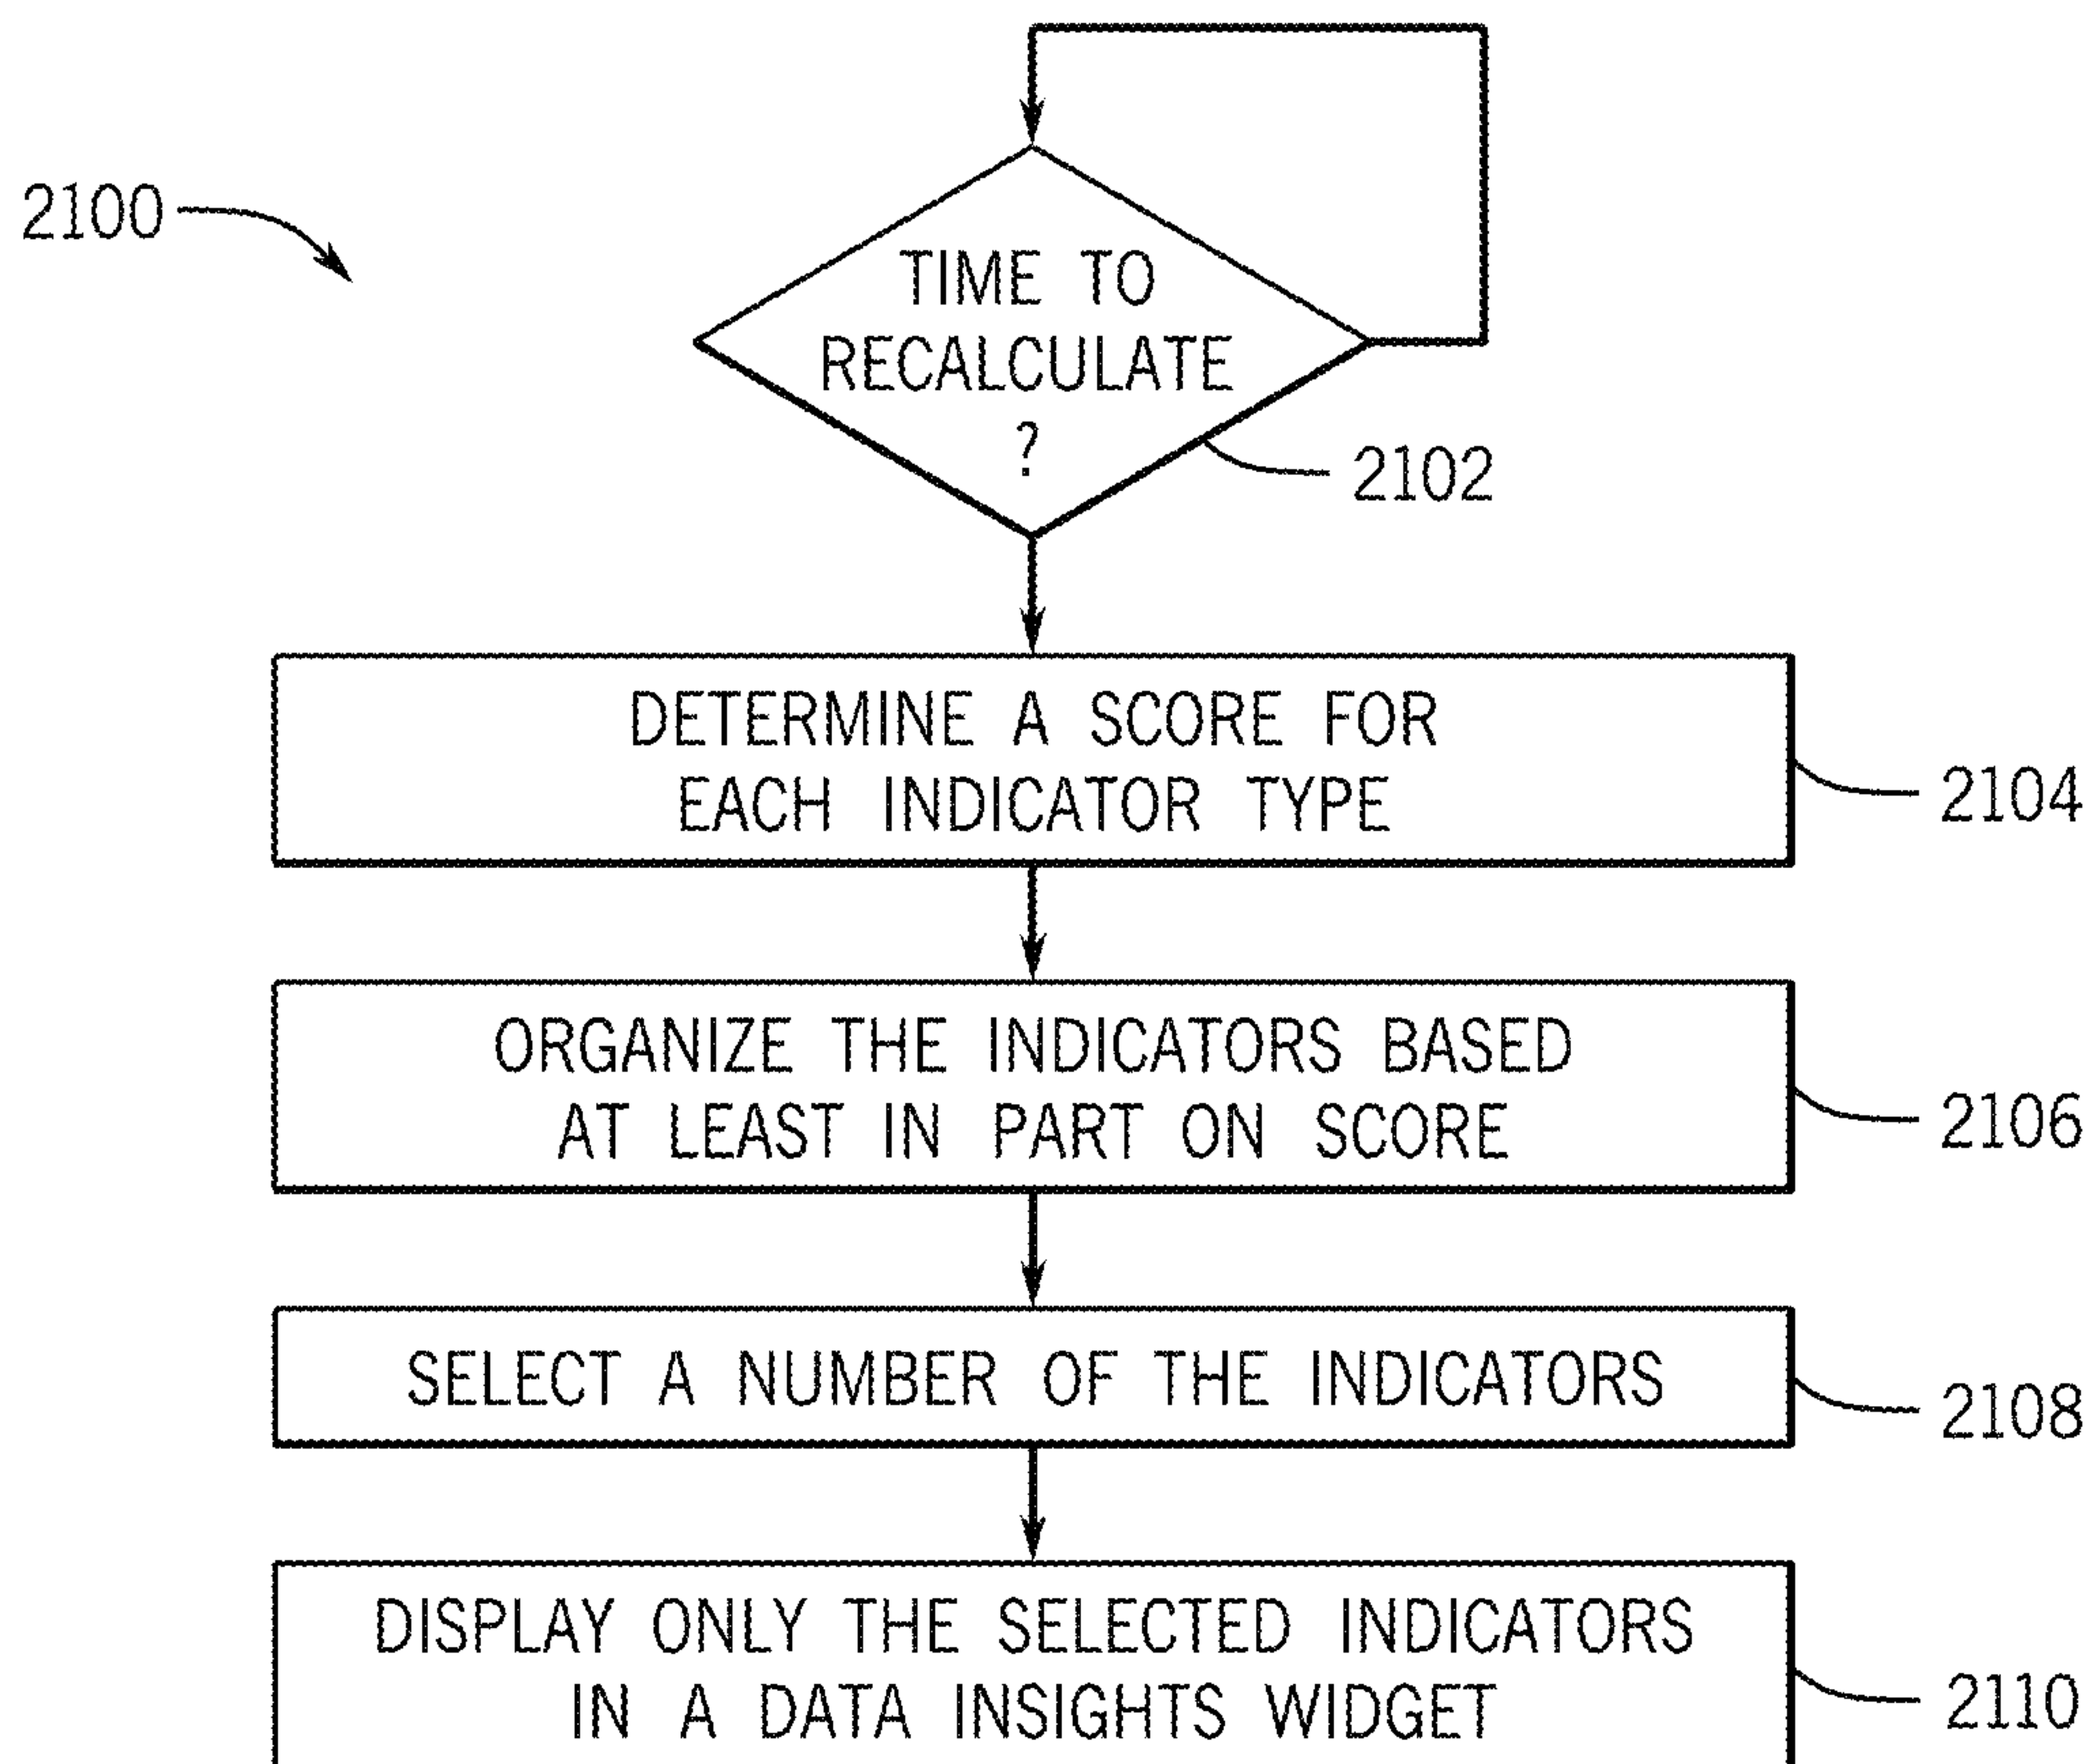 2100
TIME TO
RECALCULATE
?
2102
DETERMINE A SCORE FOR
EACH INDICATOR TYPE
2104
ORGANIZE THE INDICATORS BASED
AT LEAST IN PART ON SCORE
2106
SELECT A NUMBER OF THE INDICATORS
2108
DISPLAY ONLY THE SELECTED INDICATORS
IN A DATA INSIGHTS WIDGET
2110